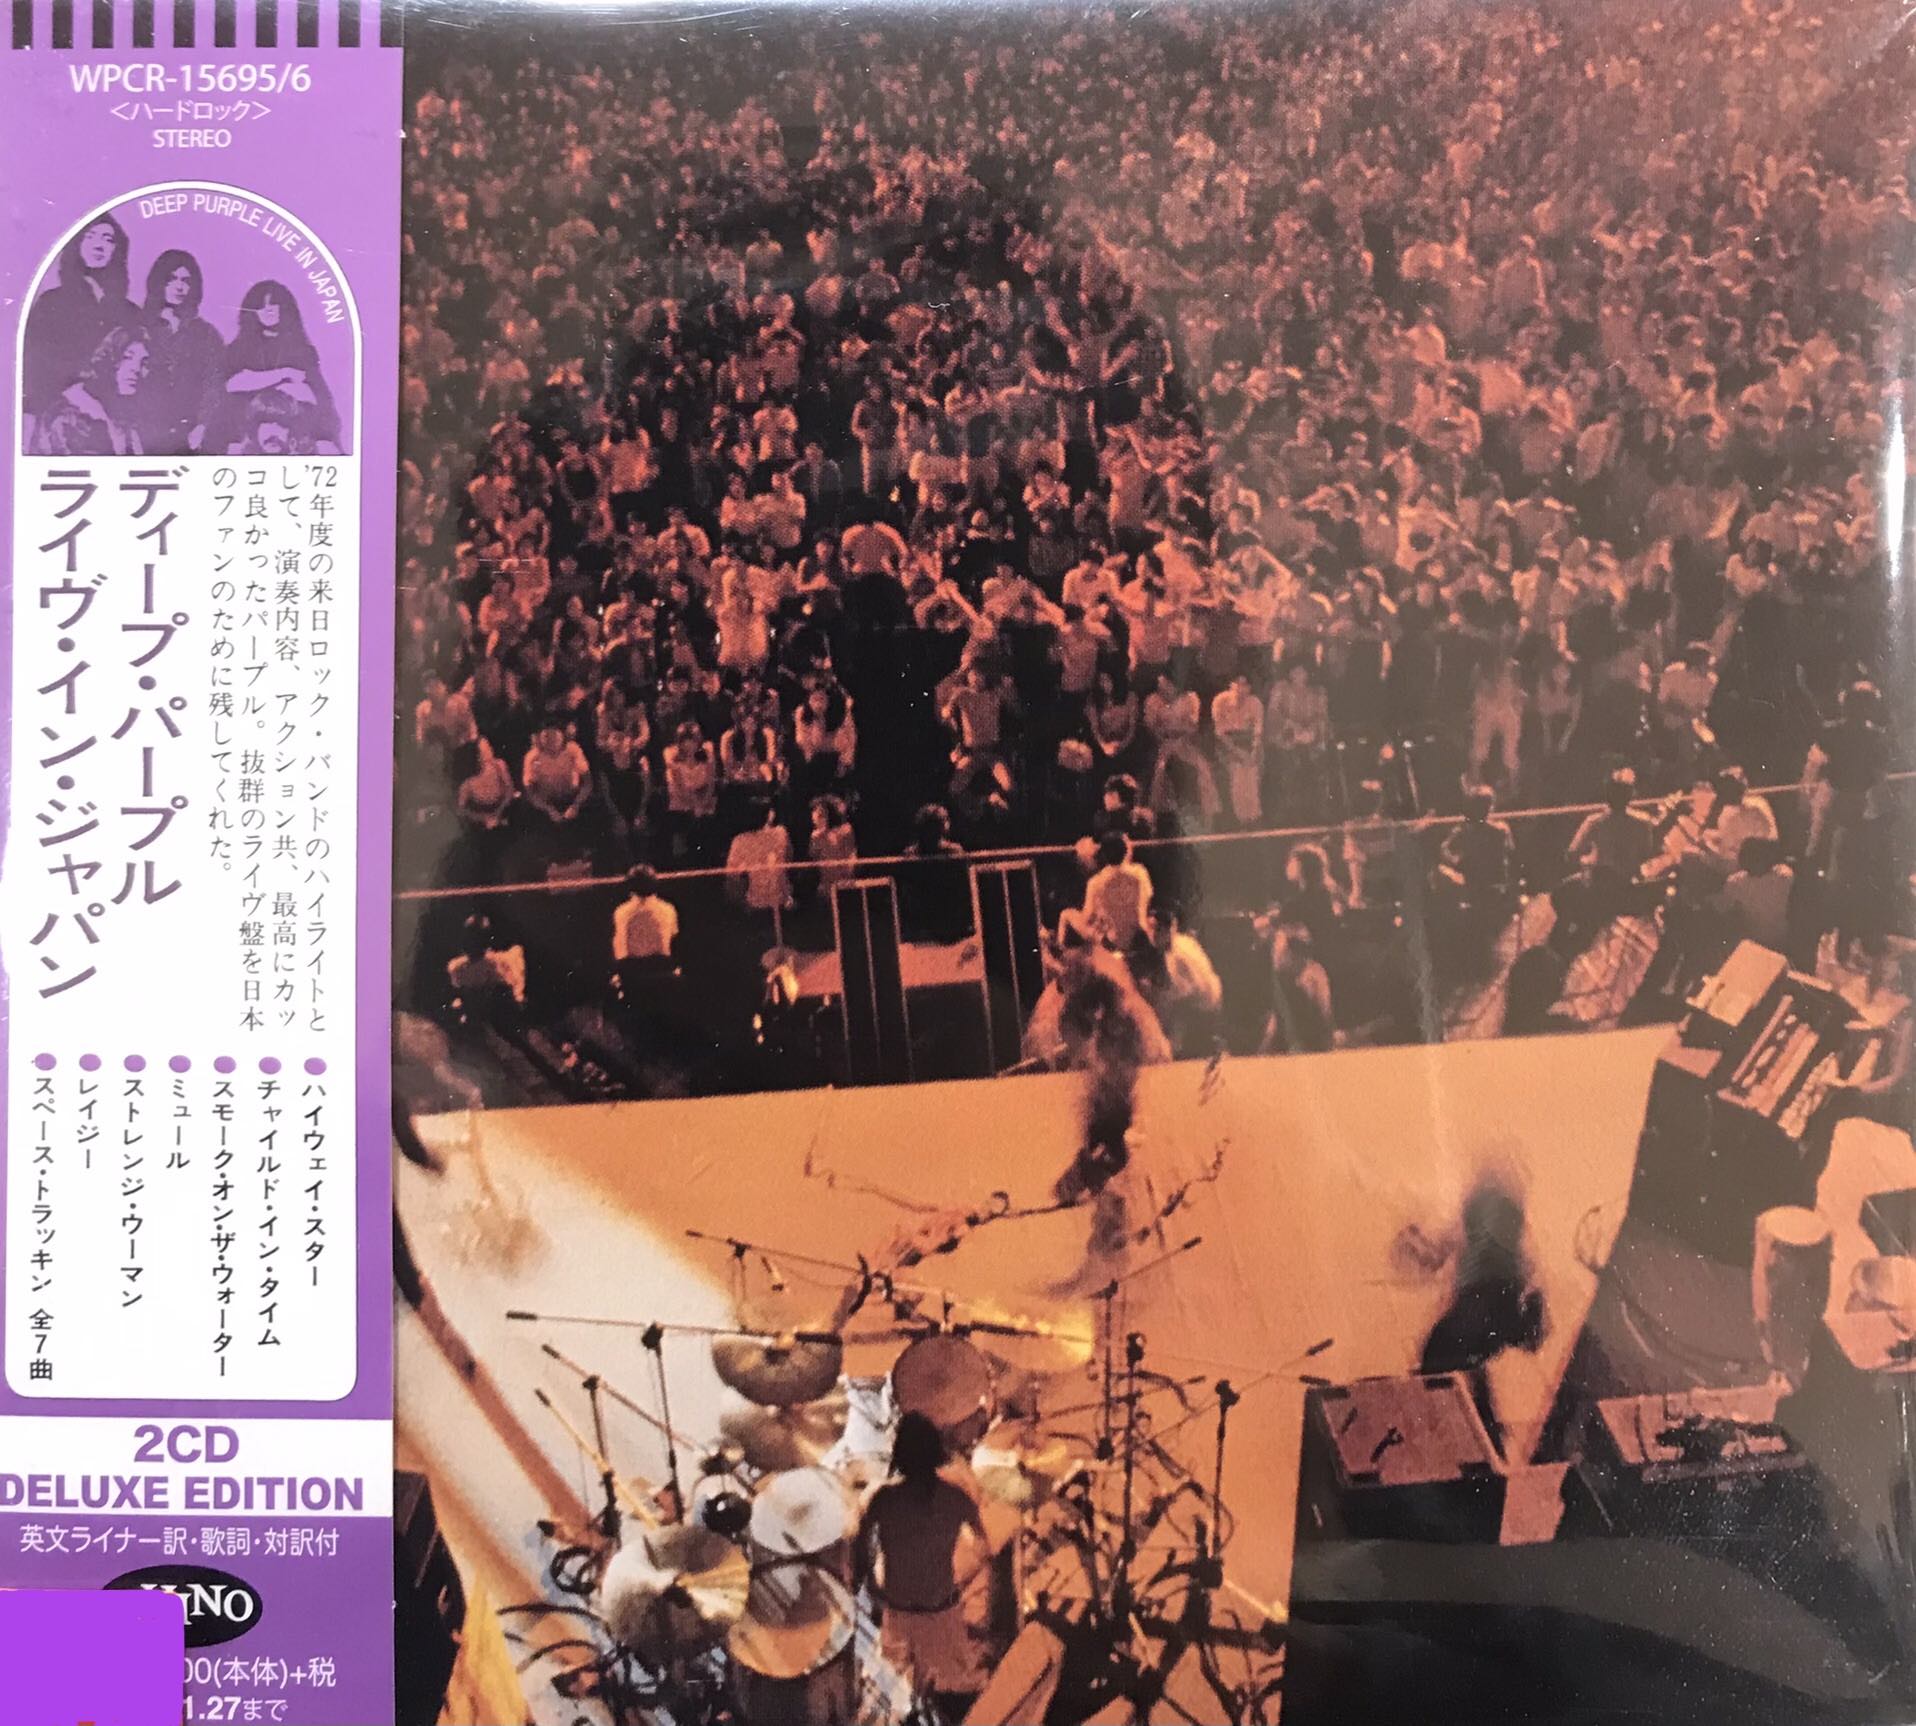 WPCR-15695/6
<ハードロック>
STEREO
DEEP PURPLE LIVE IN JAPAN
ディープ・パープル
ライヴ・イン・ジャパン
'72年度の来日ロック・バンドのハイライトと
して、演奏内容、アクション共、最高にカッ
コ良かったパープル。抜群のライヴ盤を日本
のファンのために残してくれた。
●ハイウェイ・スター
●チャイルド・イン・タイム
●スモーク・オン・ザ・ウォーター
●ミュール
●ストレンジ・ウーマン
●レイジー
●スペース・トラッキン 全7曲
2CD
DELUXE EDITION
英文ライナー訳・歌詞・対訳付
00(本体)+税
1.27まで